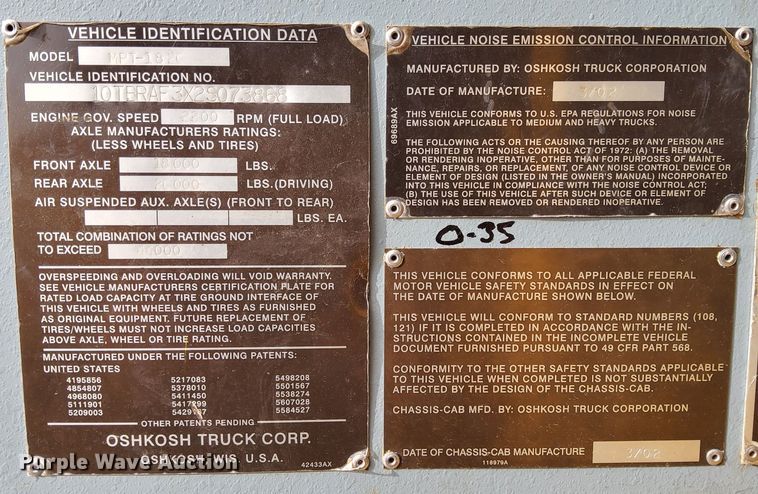 VEHICLE IDENTIFICATION DATA
MODEL MPT-1820
VEHICLE IDENTIFICATION NO.
10TBRAF3X2S073868
ENGINE GOV. SPEED 2200 RPM (FULL LOAD)
AXLE MANUFACTURERS RATINGS:
(LESS WHEELS AND TIRES)
FRONT AXLE LBS.
REAR AXLE LBS.(DRIVING)
AIR SUSPENDED AUX. AXLE(S) (FRONT TO REAR)
LBS. EA.
TOTAL COMBINATION OF RATINGS NOT
TO EXCEED
OVERSPEEDING AND OVERLOADING WILL VOID WARRANTY.
SEE VEHICLE MANUFACTURERS CERTIFICATION PLATE FOR
RATED LOAD CAPACITY AT TIRE GROUND INTERFACE OF
THIS VEHICLE WITH WHEELS AND TIRES AS FURNISHED
AS ORIGINAL EQUIPMENT. FUTURE REPLACEMENT OF
TIRES/WHEELS MUST NOT INCREASE LOAD CAPACITIES
ABOVE AXLE, WHEEL OR TIRE RATING.
MANUFACTURED UNDER THE FOLLOWING PATENTS:
UNITED STATES
4195856 5217083 5498208
4854807 5378010 5501567
4968080 5411450 5538274
5111901 5417299 5607028
5209003 5429187 5584527
OTHER PATENTS PENDING
OSHKOSH TRUCK CORP.
OSHKOSH, WIS. U.S.A.
42433AX
VEHICLE NOISE EMISSION CONTROL INFORMATION
MANUFACTURED BY: OSHKOSH TRUCK CORPORATION
DATE OF MANUFACTURE: 3/02
69689AX
THIS VEHICLE CONFORMS TO U.S. EPA REGULATIONS FOR NOISE
EMISSION APPLICABLE TO MEDIUM AND HEAVY TRUCKS.
THE FOLLOWING ACTS OR THE CAUSING THEREOF BY ANY PERSON ARE
PROHIBITED BY THE NOISE CONTROL ACT OF 1972: (A) THE REMOVAL
OR RENDERING INOPERATIVE, OTHER THAN FOR PURPOSES OF MAINTE-
NANCE, REPAIRS, OR REPLACEMENT, OF ANY NOISE CONTROL DEVICE OR
ELEMENT OF DESIGN (LISTED IN THE OWNER'S MANUAL) INCORPORATED
INTO THIS VEHICLE IN COMPLIANCE WITH THE NOISE CONTROL ACT;
(B) THE USE OF THIS VEHICLE AFTER SUCH DEVICE OR ELEMENT OF
DESIGN HAS BEEN REMOVED OR RENDERED INOPERATIVE.
O-35
THIS VEHICLE CONFORMS TO ALL APPLICABLE FEDERAL
MOTOR VEHICLE SAFETY STANDARDS IN EFFECT ON
THE DATE OF MANUFACTURE SHOWN BELOW.
THIS VEHICLE WILL CONFORM TO STANDARD NUMBERS (108,
121) IF IT IS COMPLETED IN ACCORDANCE WITH THE IN-
STRUCTIONS CONTAINED IN THE INCOMPLETE VEHICLE
DOCUMENT FURNISHED PURSUANT TO 49 CFR PART 568.
CONFORMITY TO THE OTHER SAFETY STANDARDS APPLICABLE
TO THIS VEHICLE WHEN COMPLETED IS NOT SUBSTANTIALLY
AFFECTED BY THE DESIGN OF THE CHASSIS-CAB.
CHASSIS-CAB MFD. BY: OSHKOSH TRUCK CORPORATION
DATE OF CHASSIS-CAB MANUFACTURE 3/02
116979A
Purple Wave Auction